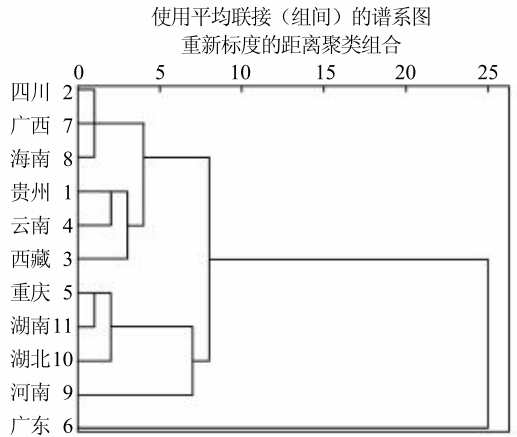 使用平均联接（组间）的谱系图
重新标度的距离聚类组合
0 5 10 15 20 25
四川 2
广西 7
海南 8
贵州 1
云南 4
西藏 3
重庆 5
湖南 11
湖北 10
河南 9
广东 6